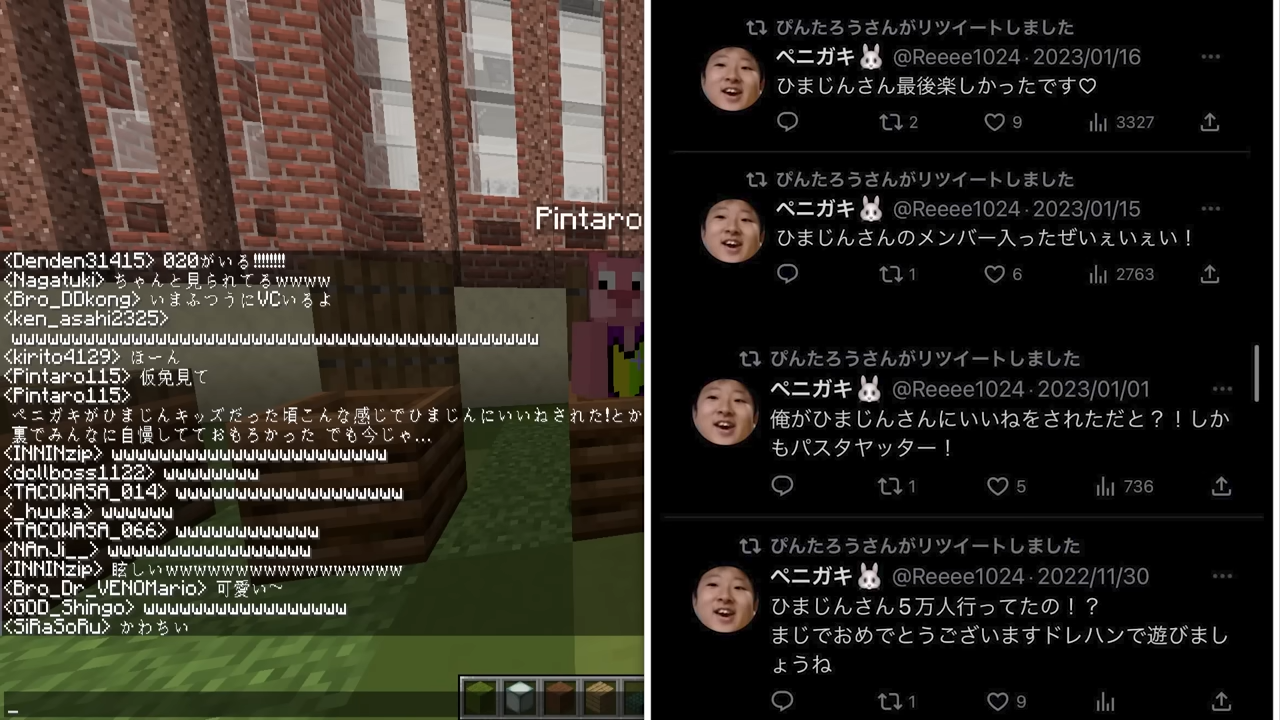 Pintaro
<Denden31415> 020がいる!!!!!!!!
<Nagatuki> ちゃんと見られてるwwww
<Bro_DDkong> いまふつうにVCいるよ
<ken_asahi2325>
wwwwwwwwwwwwwwwwwwwwwwwwwwwwwwwwwwwwwwwwwwww
<kirito4129> ほーん
<Pintaro115> 仮免見て
<Pintaro115>
ペニガキがひまじんキッズだった頃こんな感じでひまじんにいいねされた!とか
裏でみんなに自慢してておもろかった でも今じゃ...
<INNINzip> wwwwwwwwwwwwwwwwwwwwwww
<dollboss1122> wwwwwwww
<TACOWASA_014> wwwwwwwwwwwwwwwwwww
<_huuka> wwwwww
<TACOWASA_066> wwwwwwwwwwww
<NAnJi__> wwwwwwwwwwwwwwwww
<INNINzip>眩しいwwwwwwwwwwwwwwwwwwww
<Bro_Dr_VENOMario> 可愛い~
<GOD_Shingo> wwwwwwwwwwwwwwwww
<SiRaSoRu> かわちい
ぴんたろうさんがリツイートしました
ペニガキ🐰 @Reeee1024·2023/01/16
ひまじんさん最後楽しかったです♡
2 9 3327
ぴんたろうさんがリツイートしました
ペニガキ🐰 @Reeee1024·2023/01/15
ひまじんさんのメンバー入ったぜいぇいぇい！
1 6 2763
ぴんたろうさんがリツイートしました
ペニガキ🐰 @Reeee1024·2023/01/01
俺がひまじんさんにいいねをされただと？！しか
もパスタヤッター！
1 5 736
ぴんたろうさんがリツイートしました
ペニガキ🐰 @Reeee1024·2022/11/30
ひまじんさん５万人行ってたの！？
まじでおめでとうございますドレハンで遊びまし
ょうね
1 9